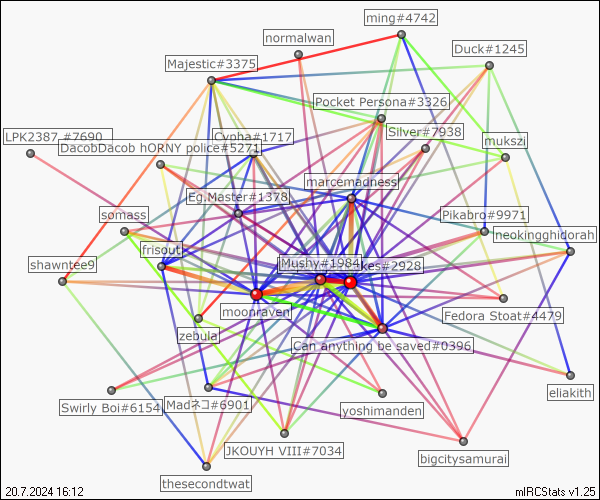 ming#4742
normalwan
Duck#1245
Majestic#3375
Pocket Persona#3326
Silver#7938
LPK2387 #7690
Cypha#1717
mukszi
DacobDacob hORNY police#5271
marcemadness
Eg.Master#1378
somass
Pikabro#9971
neokinghidorah
frisout
Mushy#1984
kes#2928
shawntee9
moonraven
Fedora Stoat#4479
zebula
Can anything be saved#0396
eliakith
Swirly Boi#6154
Madネコ#6901
yoshimanden
JKOUYH VIII#7034
bigcitysamurai
thesecondtwat
20.7.2024 16:12
mIRCStats v1.25